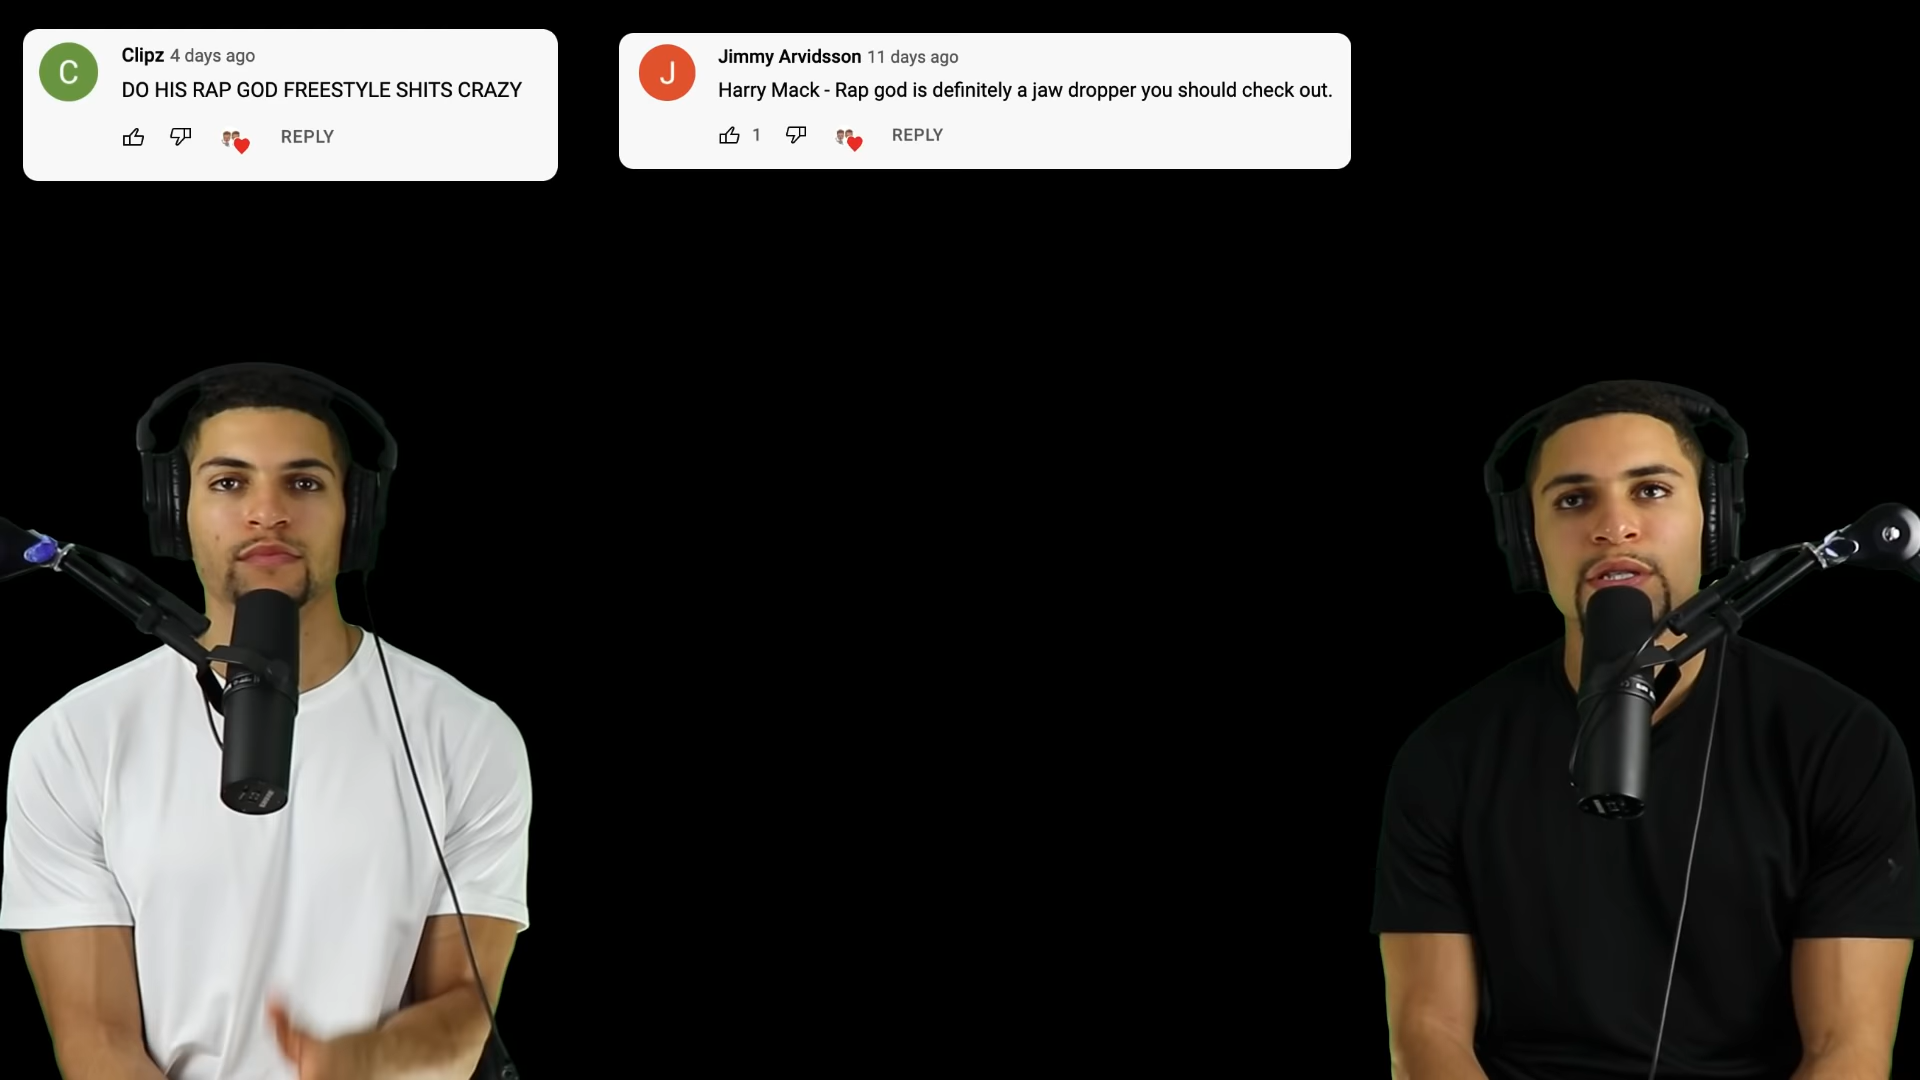 C
Clipz 4 days ago
DO HIS RAP GOD FREESTYLE SHITS CRAZY
REPLY
J
Jimmy Arvidsson 11 days ago
Harry Mack - Rap god is definitely a jaw dropper you should check out.
1
REPLY